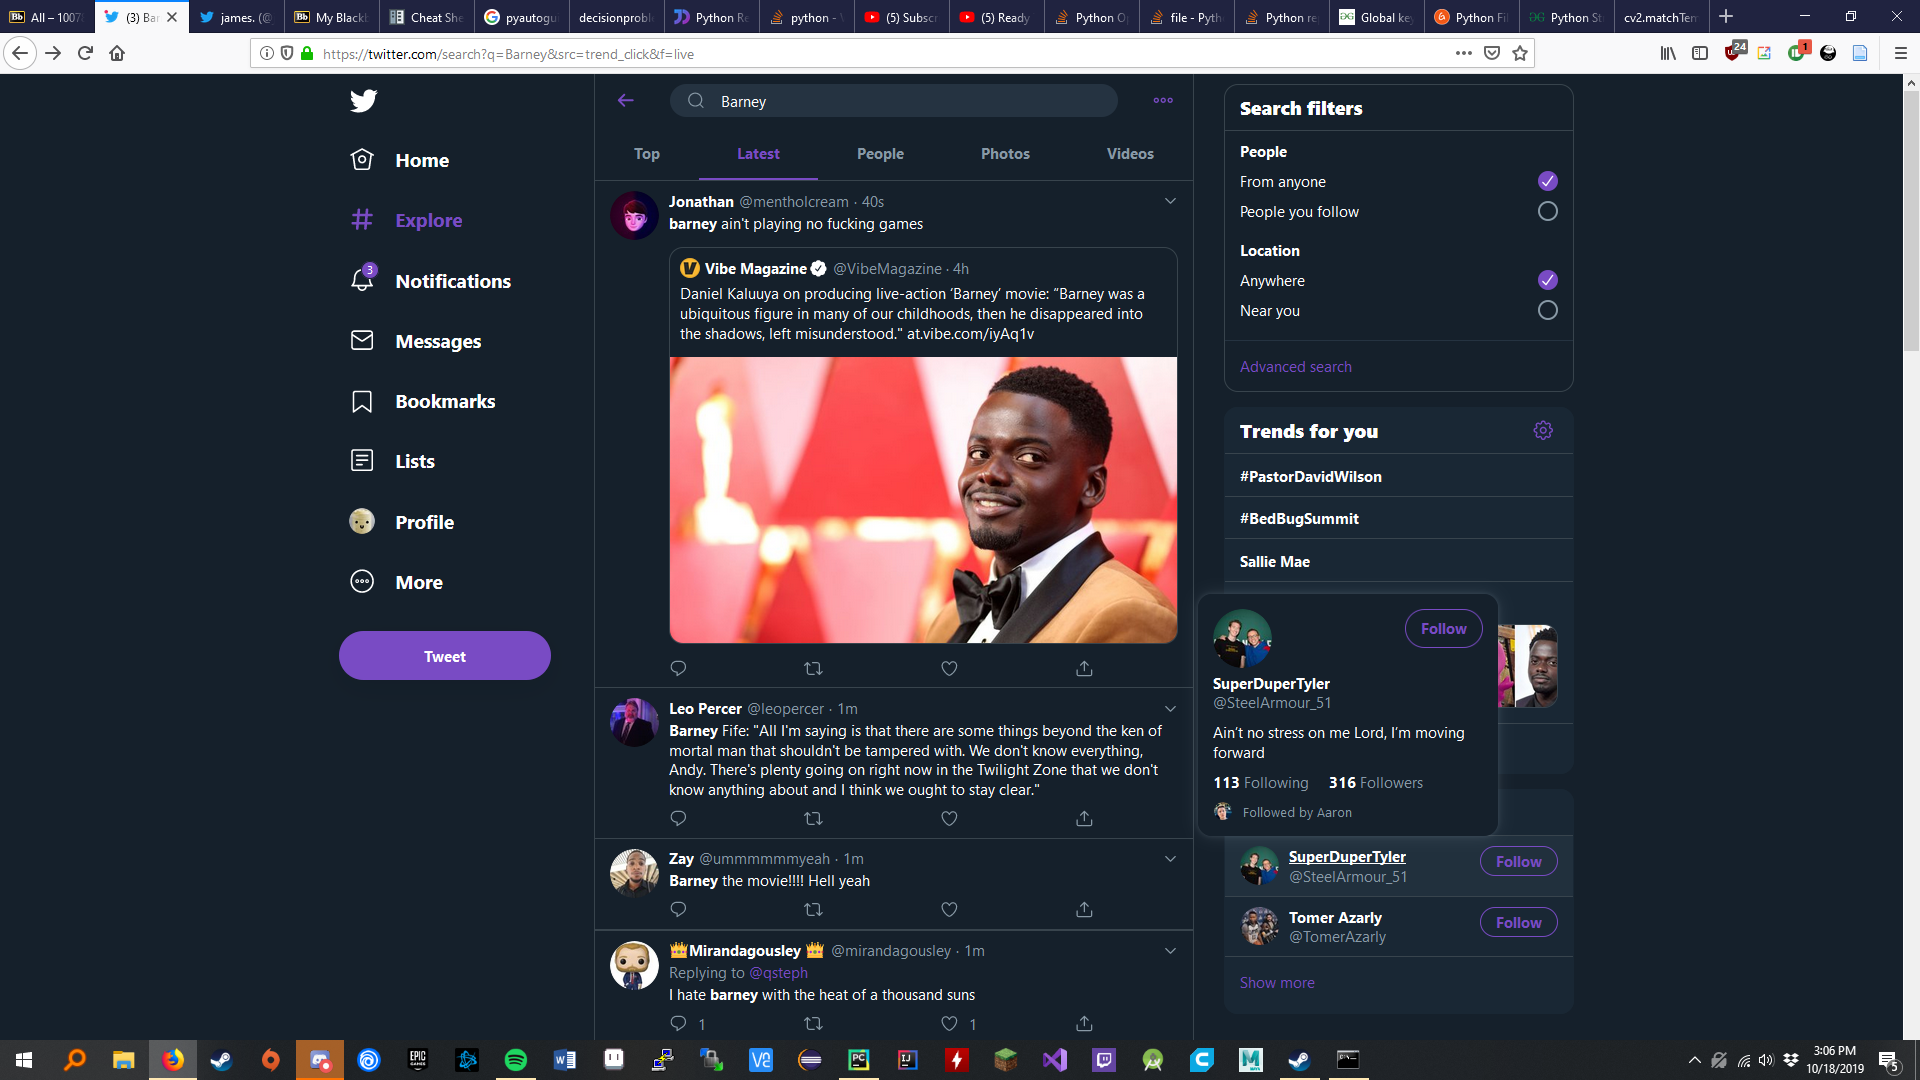 All – 1007
(3) Ba
james. (@
My Blackb
Cheat She
pyautogu
decisionprobl
Python Re
python - 
(5) Subsc
(5) Ready
Python O
file - Pyth
Python re
Global ke
Python Fil
Python St
cv2.matchTem
https://twitter.com/search?q=Barney&src=trend_click&f=live
24
1
Home
Explore
3
Notifications
Messages
Bookmarks
Lists
Profile
More
Tweet
Barney
Top
Latest
People
Photos
Videos
Jonathan @mentholcream · 40s
barney ain't playing no fucking games
Vibe Magazine @VibeMagazine · 4h
Daniel Kaluuya on producing live-action ‘Barney’ movie: “Barney was a
ubiquitous figure in many of our childhoods, then he disappeared into
the shadows, left misunderstood." at.vibe.com/iyAq1v
Leo Percer @leopercer · 1m
Barney Fife: "All I'm saying is that there are some things beyond the ken of
mortal man that shouldn't be tampered with. We don't know everything,
Andy. There's plenty going on right now in the Twilight Zone that we don't
know anything about and I think we ought to stay clear."
Zay @ummmmmmyeah · 1m
Barney the movie!!!! Hell yeah
Mirandagousley @mirandagousley · 1m
Replying to @qsteph
I hate barney with the heat of a thousand suns
1
1
Search filters
People
From anyone
People you follow
Location
Anywhere
Near you
Advanced search
Trends for you
#PastorDavidWilson
#BedBugSummit
Sallie Mae
Follow
SuperDuperTyler
@SteelArmour_51
Ain’t no stress on me Lord, I’m moving
forward
113 Following 316 Followers
Followed by Aaron
SuperDuperTyler
@SteelArmour_51
Follow
Tomer Azarly
@TomerAzarly
Follow
Show more
3:06 PM
10/18/2019
5